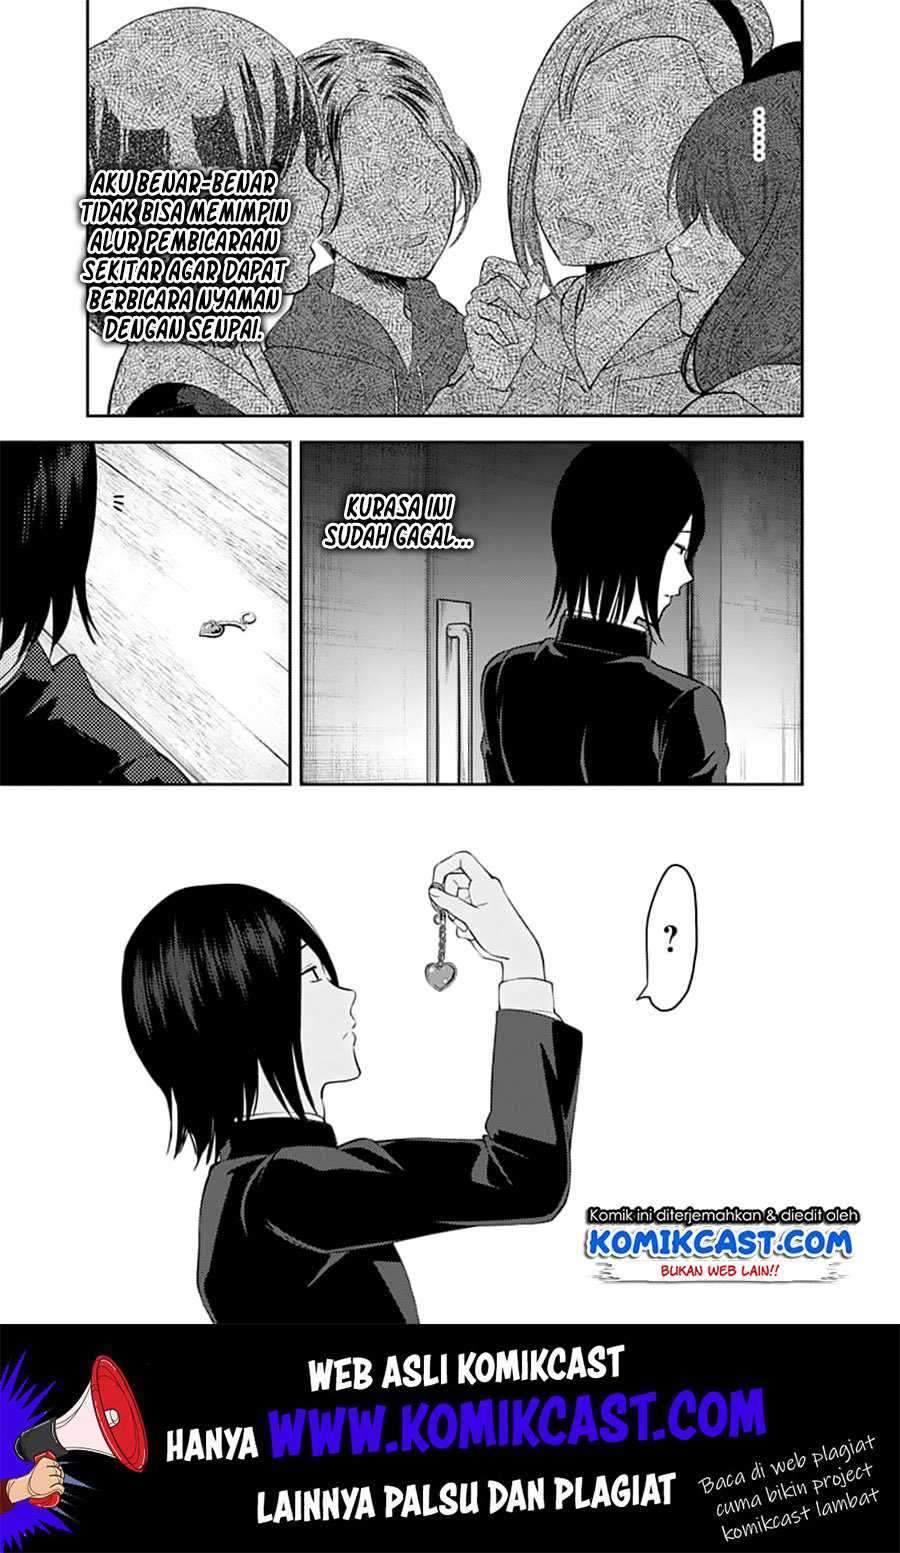 ......
AKU BENAR-BENAR
TIDAK BISA MEMIMPIN
ALUR PEMBICARAAN
SEKITAR AGAR DAPAT
BERBICARA NYAMAN
DENGAN SENPAI.
KURASA INI
SUDAH GAGAL...
?
Komik ini diterjemahkan & diedit oleh
KOMIKCAST.COM
BUKAN WEB LAIN!!
WEB ASLI KOMIKCAST
HANYA WWW.KOMIKCAST.COM
LAINNYA PALSU DAN PLAGIAT
Baca di web plagiat
cuma bikin project
komikcast lambat